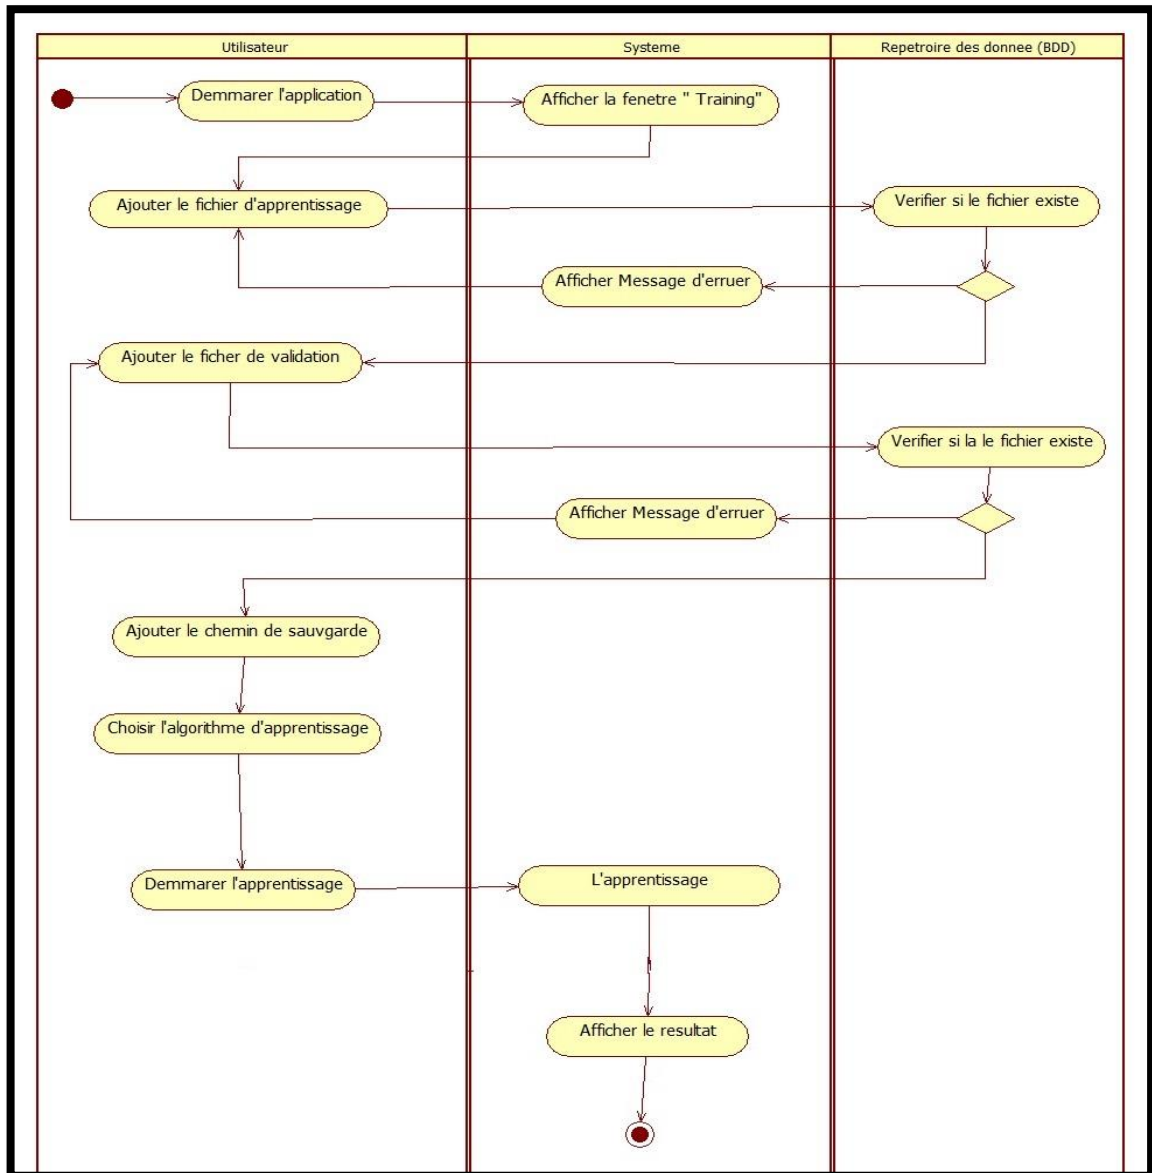 Utilisateur
Systeme
Repetroire des donnee (BDD)
Demmarer l'application
Afficher la fenetre " Training"
Ajouter le fichier d'apprentissage
Verifier si le fichier existe
Afficher Message d'erruer
Ajouter le ficher de validation
Verifier si la le fichier existe
Afficher Message d'erruer
Ajouter le chemin de sauvgarde
Choisir l'algorithme d'apprentissage
Demmarer l'apprentissage
L'apprentissage
Afficher le resultat